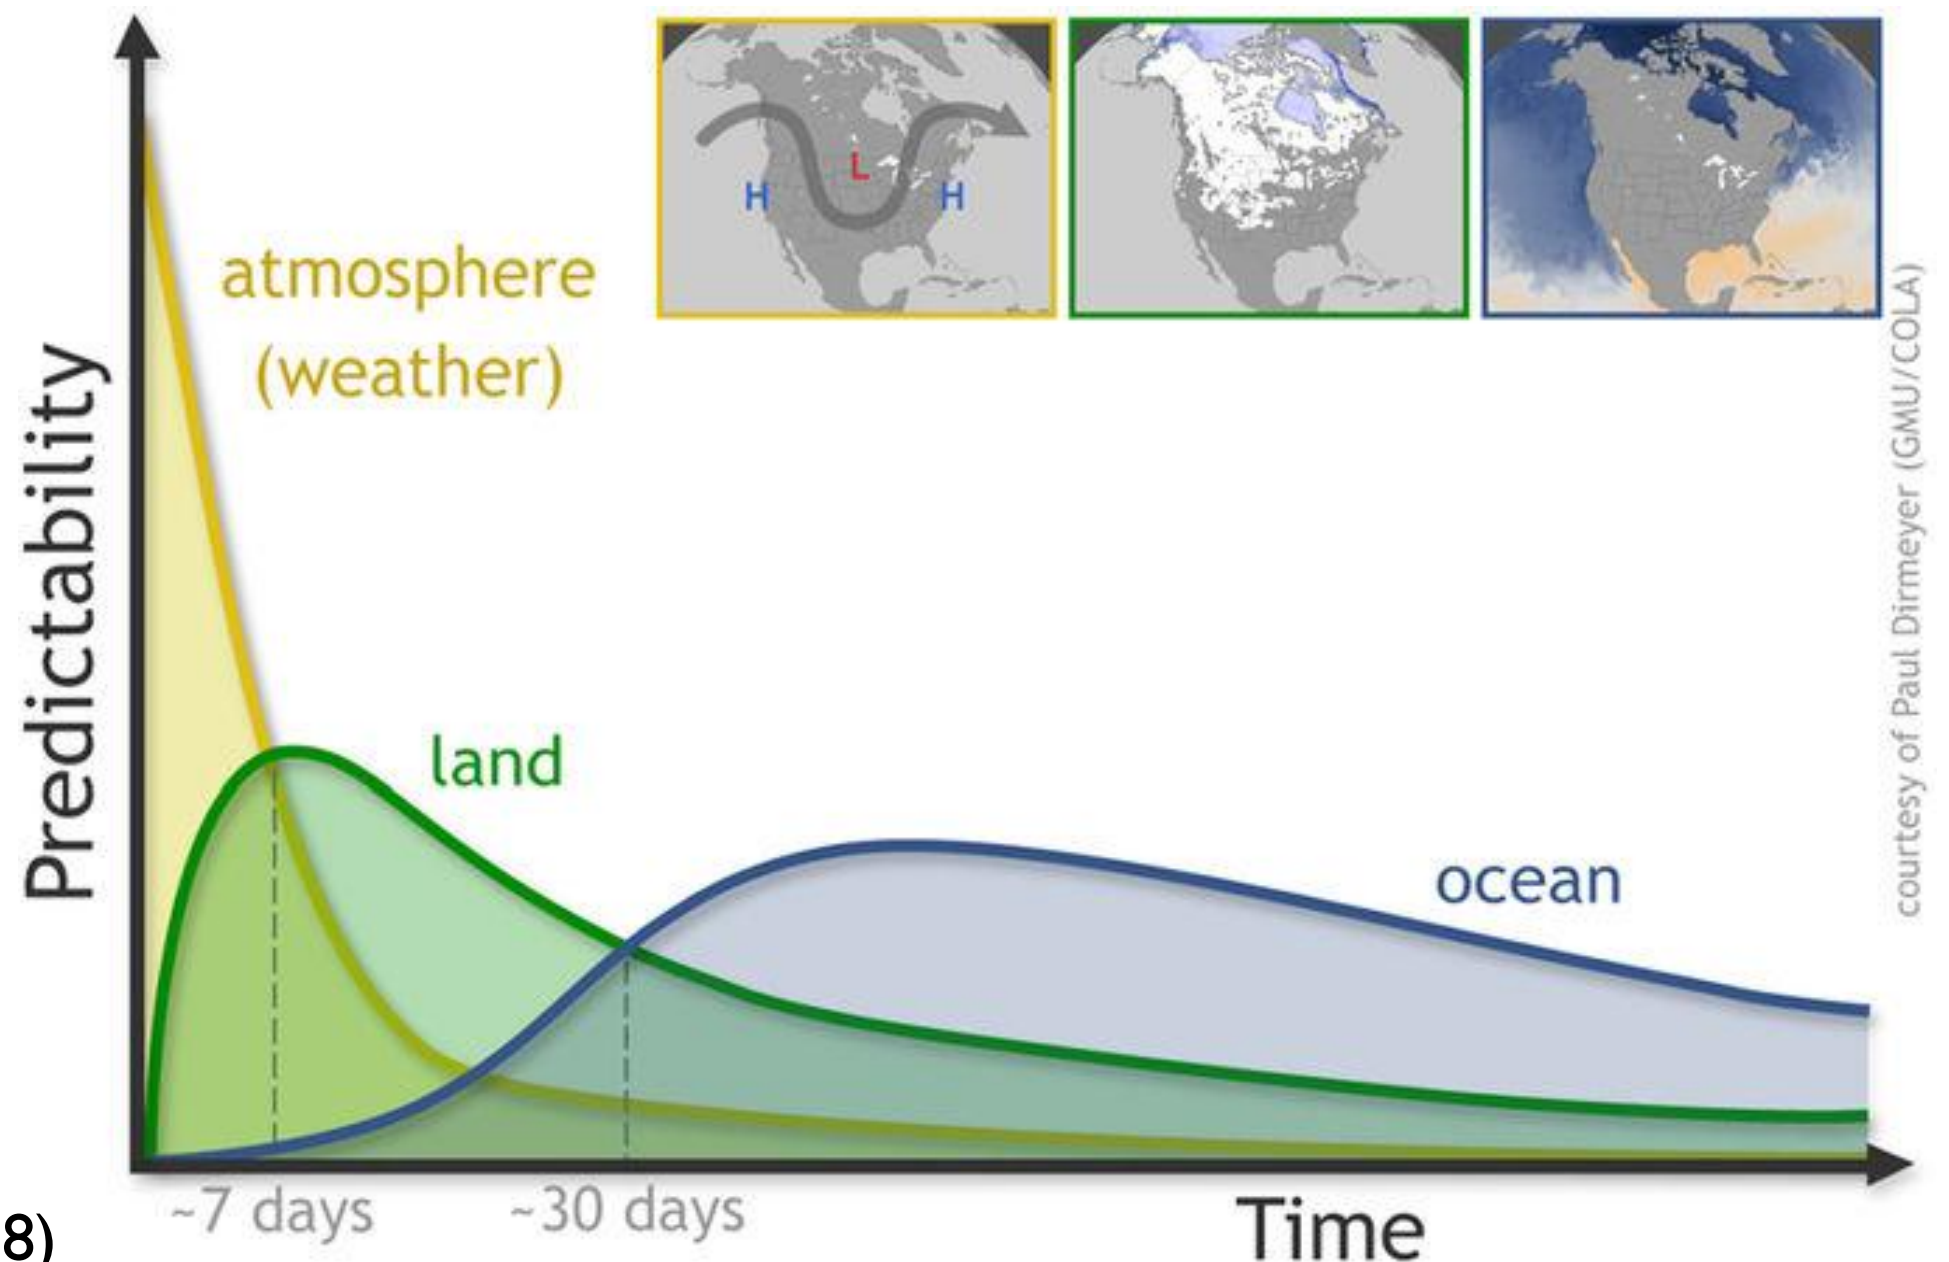 H
L
H
atmosphere
(weather)
land
ocean
Predictability
courtesy of Paul Dirmeyer (GMU/COLA)
~7 days
~30 days
Time
8)